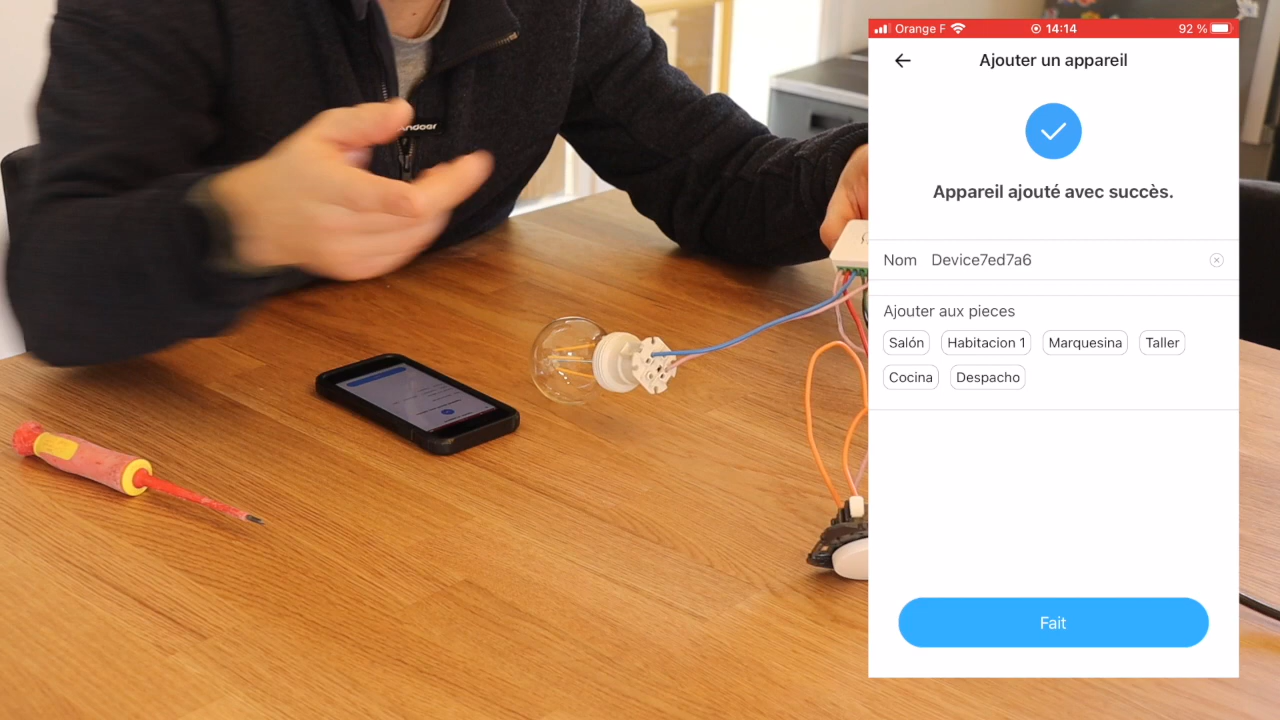 Orange F
14:14
92 %
Ajouter un appareil
Appareil ajouté avec succès.
Nom Device7ed7a6
Ajouter aux pieces
Salón Habitacion 1 Marquesina Taller
Cocina Despacho
Fait